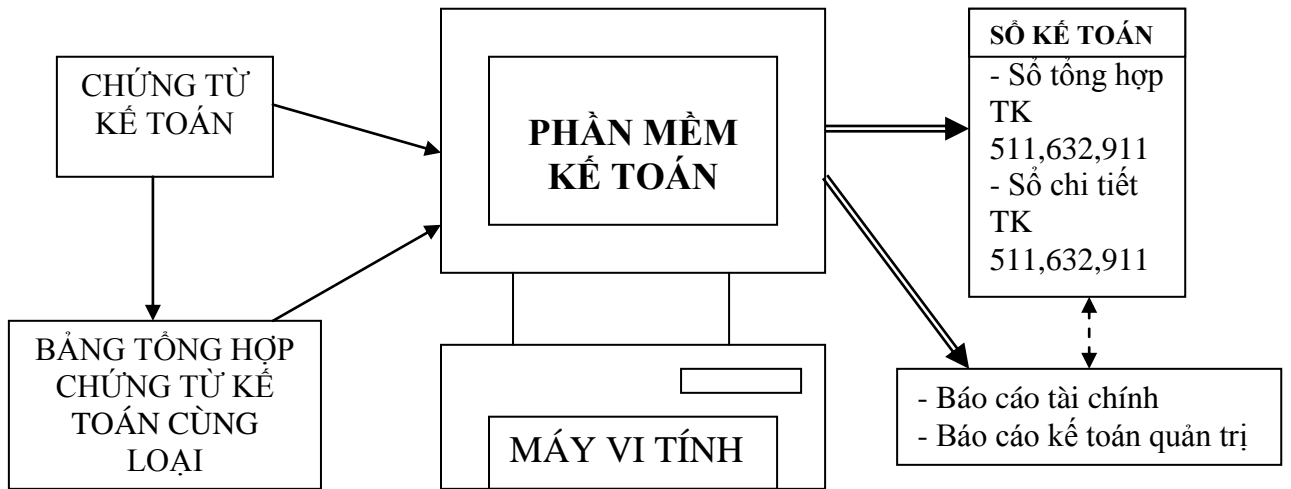 CHỨNG TỪ
KẾ TOÁN
BẢNG TỔNG HỢP
CHỨNG TỪ KẾ
TOÁN CÙNG
LOẠI
PHẦN MỀM
KẾ TOÁN
MÁY VI TÍNH
SỔ KẾ TOÁN
- Sổ tổng hợp
TK
511,632,911
- Sổ chi tiết
TK
511,632,911
- Báo cáo tài chính
- Báo cáo kế toán quản trị